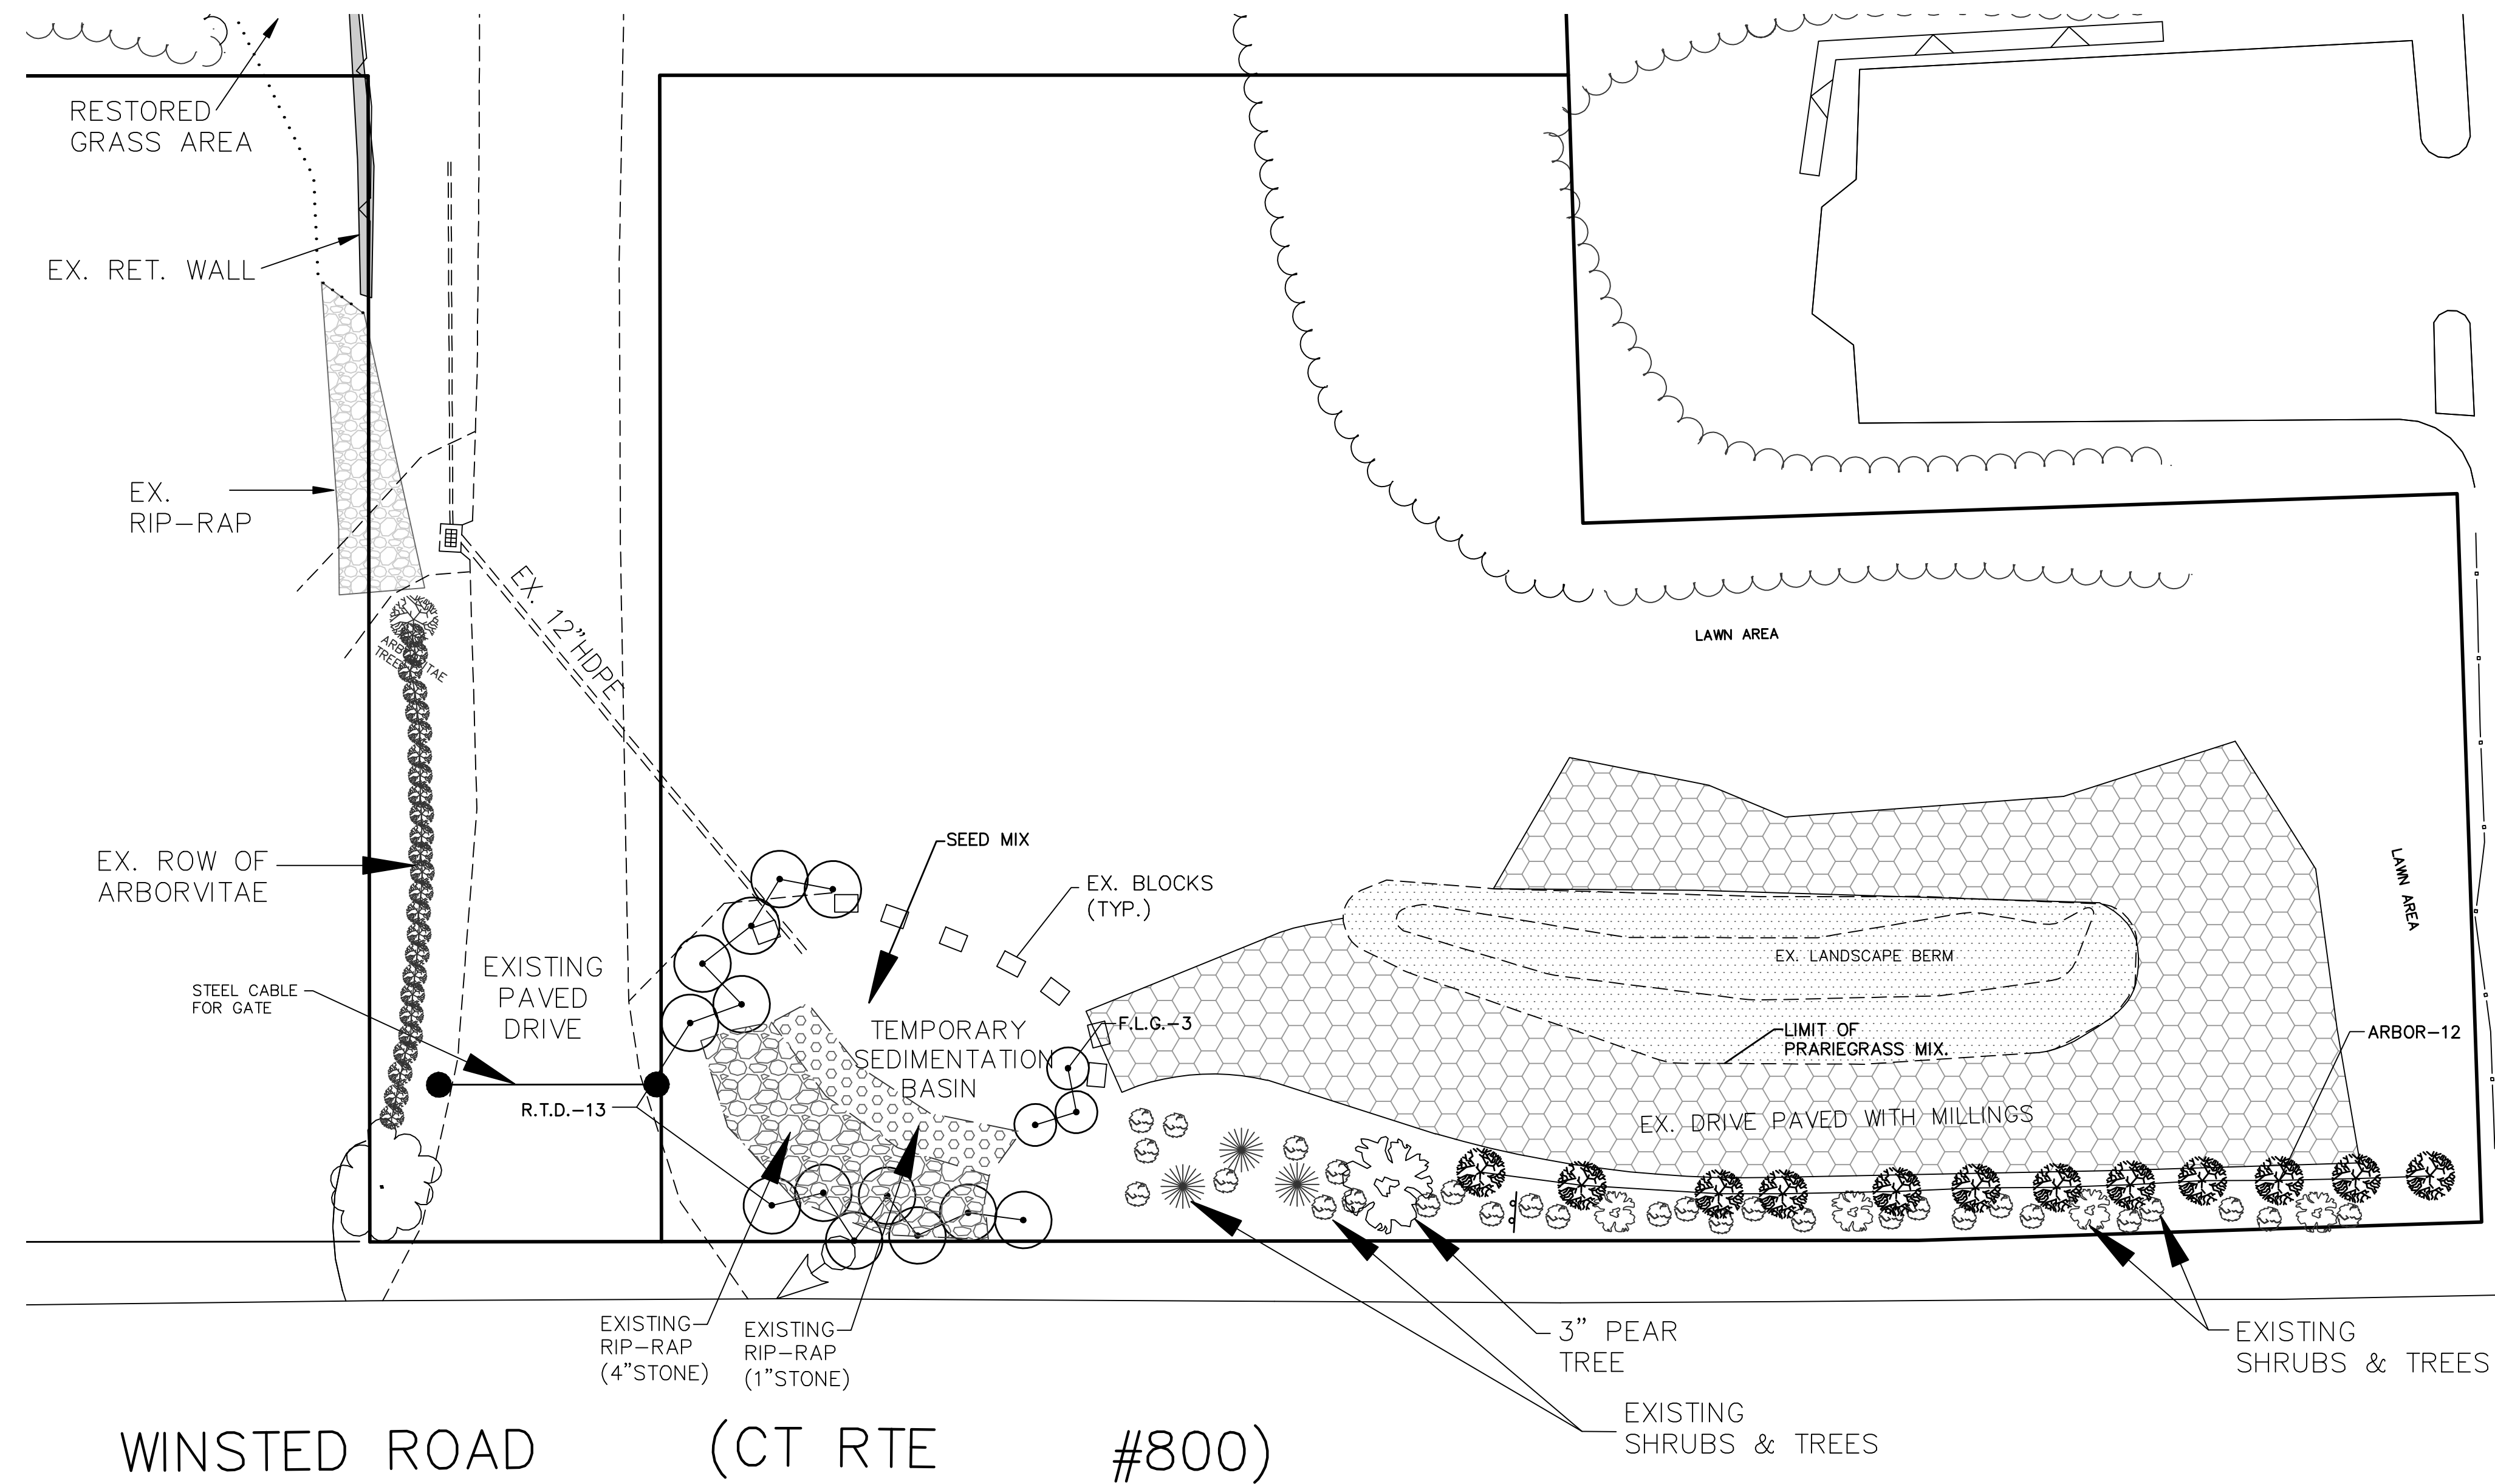 RESTORED
GRASS AREA
EX. RET. WALL
EX.
RIP-RAP
EX. 12"HDPE
ARBORVITAE
TREE
LAWN AREA
SEED MIX
EX. BLOCKS
(TYP.)
EX. ROW OF
ARBORVITAE
LAWN AREA
EX. LANDSCAPE BERM
EXISTING
PAVED
DRIVE
STEEL CABLE
FOR GATE
TEMPORARY
SEDIMENTATION
BASIN
F.L.G.-3
LIMIT OF
PRARIEGRASS MIX.
ARBOR-12
R.T.D.-13
EX. DRIVE PAVED WITH MILLINGS
EXISTING
RIP-RAP
(4"STONE)
EXISTING
RIP-RAP
(1"STONE)
3" PEAR
TREE
EXISTING
SHRUBS & TREES
EXISTING
SHRUBS & TREES
WINSTED ROAD (CT RTE #800)